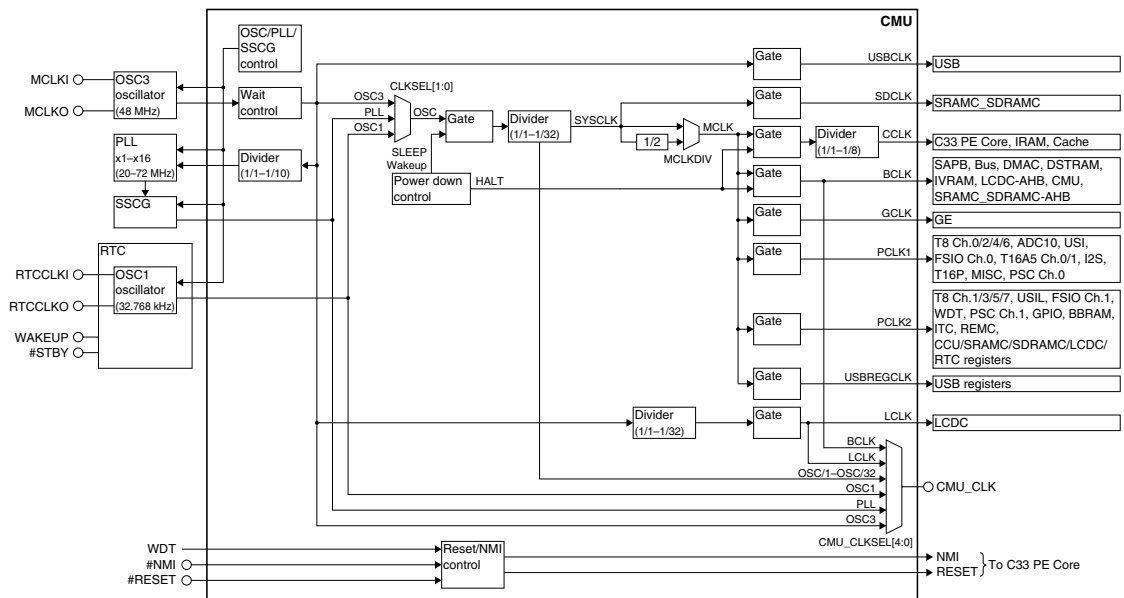 CMU
OSC/PLL/
SSCG
control
MCLKI
MCLKO
OSC3
oscillator
(48 MHz)
Wait
control
PLL
x1–x16
(20–72 MHz)
Divider
(1/1–1/10)
SSCG
RTC
RTCCLKI
RTCCLKO
OSC1
oscillator
(32.768 kHz)
WAKEUP
#STBY
CLKSEL[1:0]
OSC3
PLL
OSC1
OSC
Gate
Divider
(1/1–1/32)
SYSCLK
1/2
MCLK
MCLKDIV
SLEEP
Wakeup
Power down
control
HALT
Gate
USBCLK
USB
Gate
SDCLK
SRAMC_SDRAMC
Gate
Divider
(1/1–1/8)
CCLK
C33 PE Core, IRAM, Cache
Gate
BCLK
SAPB, Bus, DMAC, DSTRAM,
IVRAM, LCDC-AHB, CMU,
SRAMC_SDRAMC-AHB
Gate
GCLK
GE
Gate
PCLK1
T8 Ch.0/2/4/6, ADC10, USI,
FSIO Ch.0, T16A5 Ch.0/1, I2S,
T16P, MISC, PSC Ch.0
Gate
PCLK2
T8 Ch.1/3/5/7, USIL, FSIO Ch.1,
WDT, PSC Ch.1, GPIO, BBRAM,
ITC, REMC,
CCU/SRAMC/SDRAMC/LCDC/
RTC registers
Gate
USBREGCLK
USB registers
Divider
(1/1–1/32)
Gate
LCLK
LCDC
BCLK
LCLK
OSC/1–OSC/32
OSC1
PLL
OSC3
CMU_CLK
CMU_CLKSEL[4:0]
WDT
#NMI
#RESET
Reset/NMI
control
NMI
RESET
To C33 PE Core